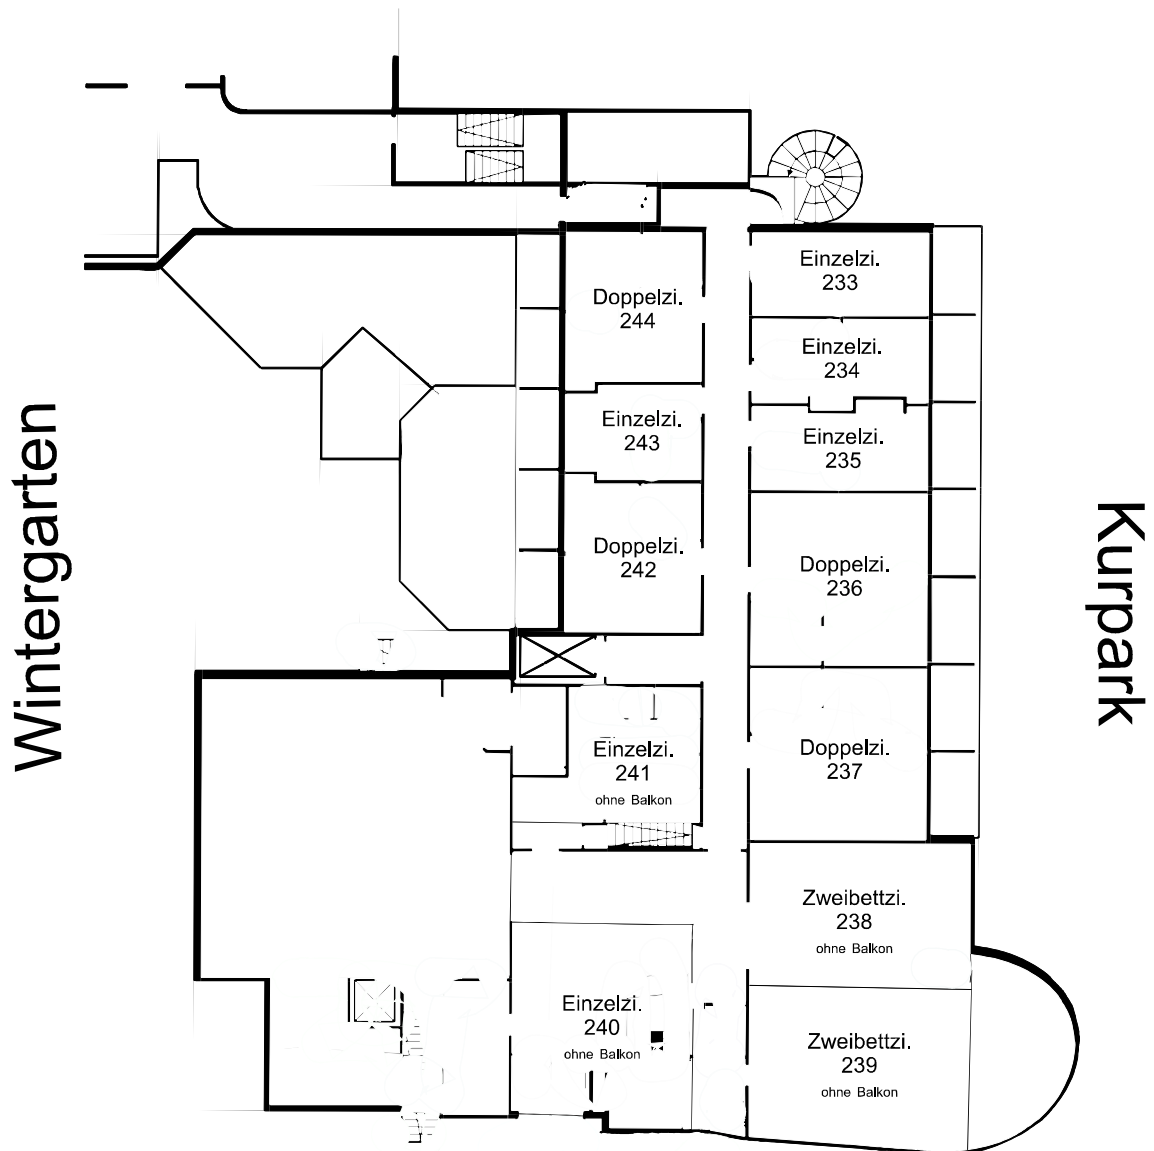 Wintergarten
Kurpark
Einzelzi.
233
Einzelzi.
234
Einzelzi.
235
Doppelzi.
236
Doppelzi.
237
Zweibettzi.
238
ohne Balkon
Zweibettzi.
239
ohne Balkon
Einzelzi.
240
ohne Balkon
Einzelzi.
241
ohne Balkon
Doppelzi.
242
Einzelzi.
243
Doppelzi.
244